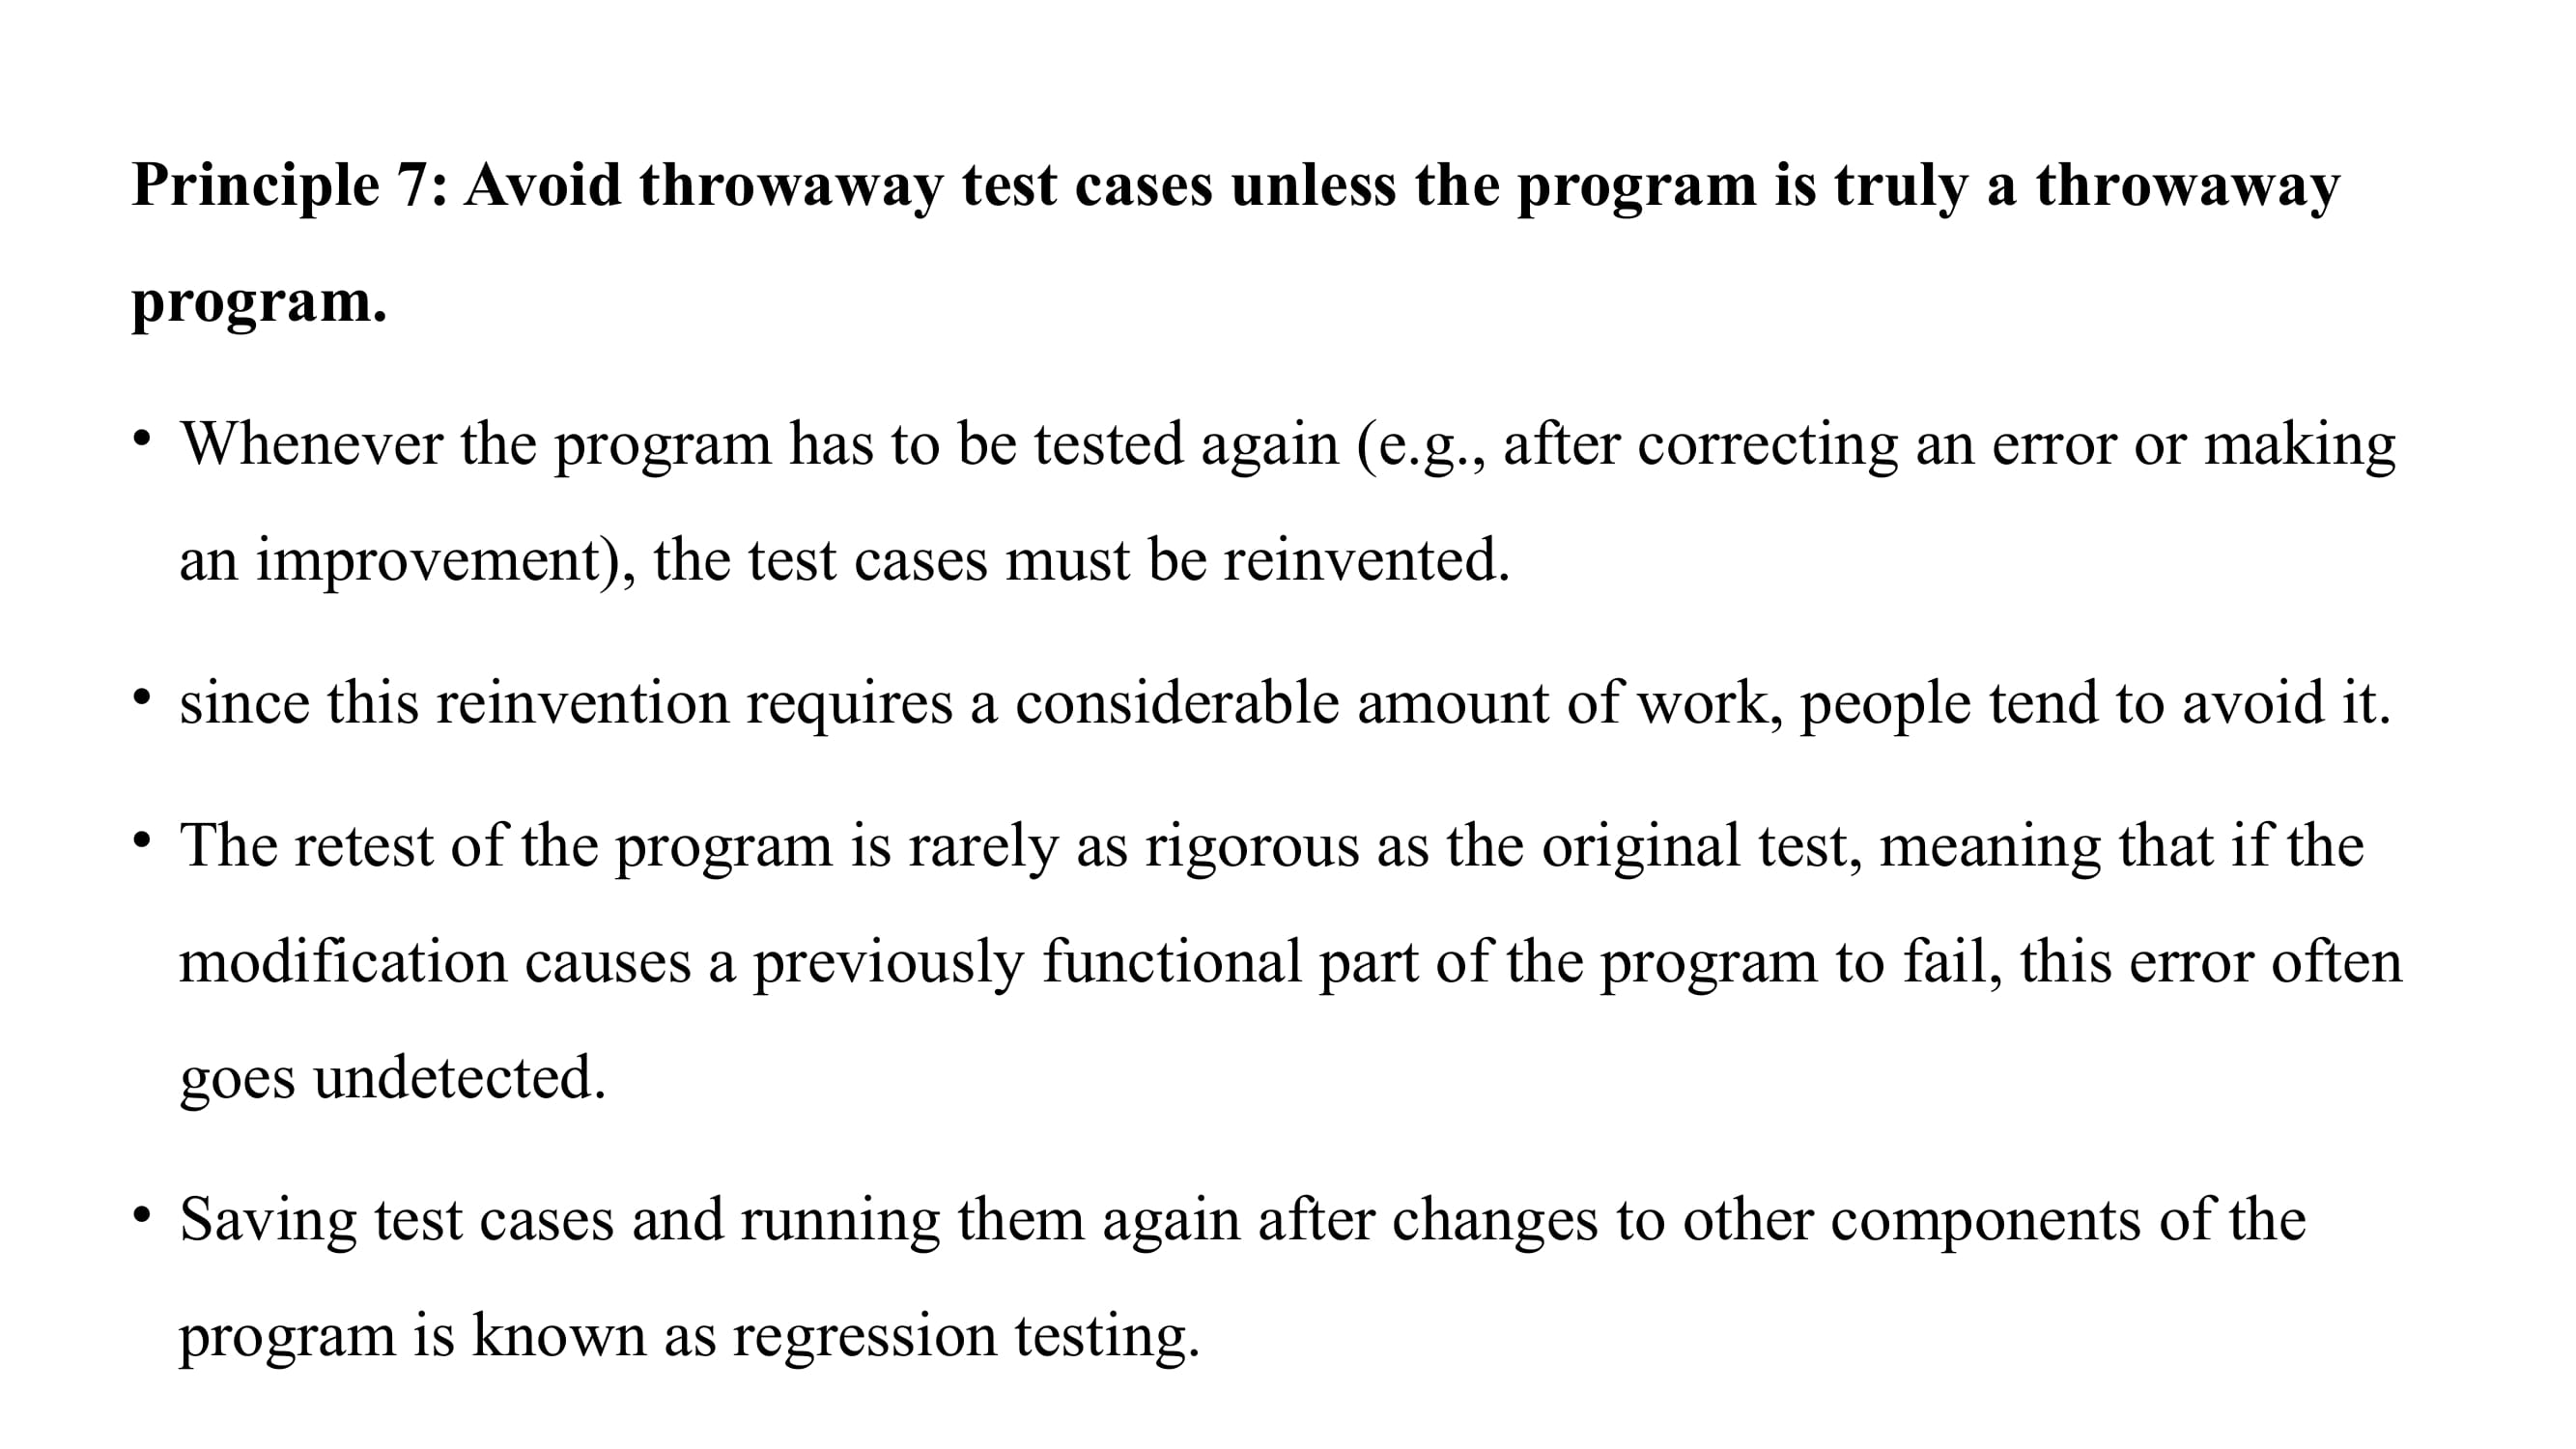 Principle 7: Avoid throwaway test cases unless the program is truly a throwaway
program.
• Whenever the program has to be tested again (e.g., after correcting an error or making
an improvement), the test cases must be reinvented.
• since this reinvention requires a considerable amount of work, people tend to avoid it.
• The retest of the program is rarely as rigorous as the original test, meaning that if the
modification causes a previously functional part of the program to fail, this error often
goes undetected.
• Saving test cases and running them again after changes to other components of the
program is known as regression testing.